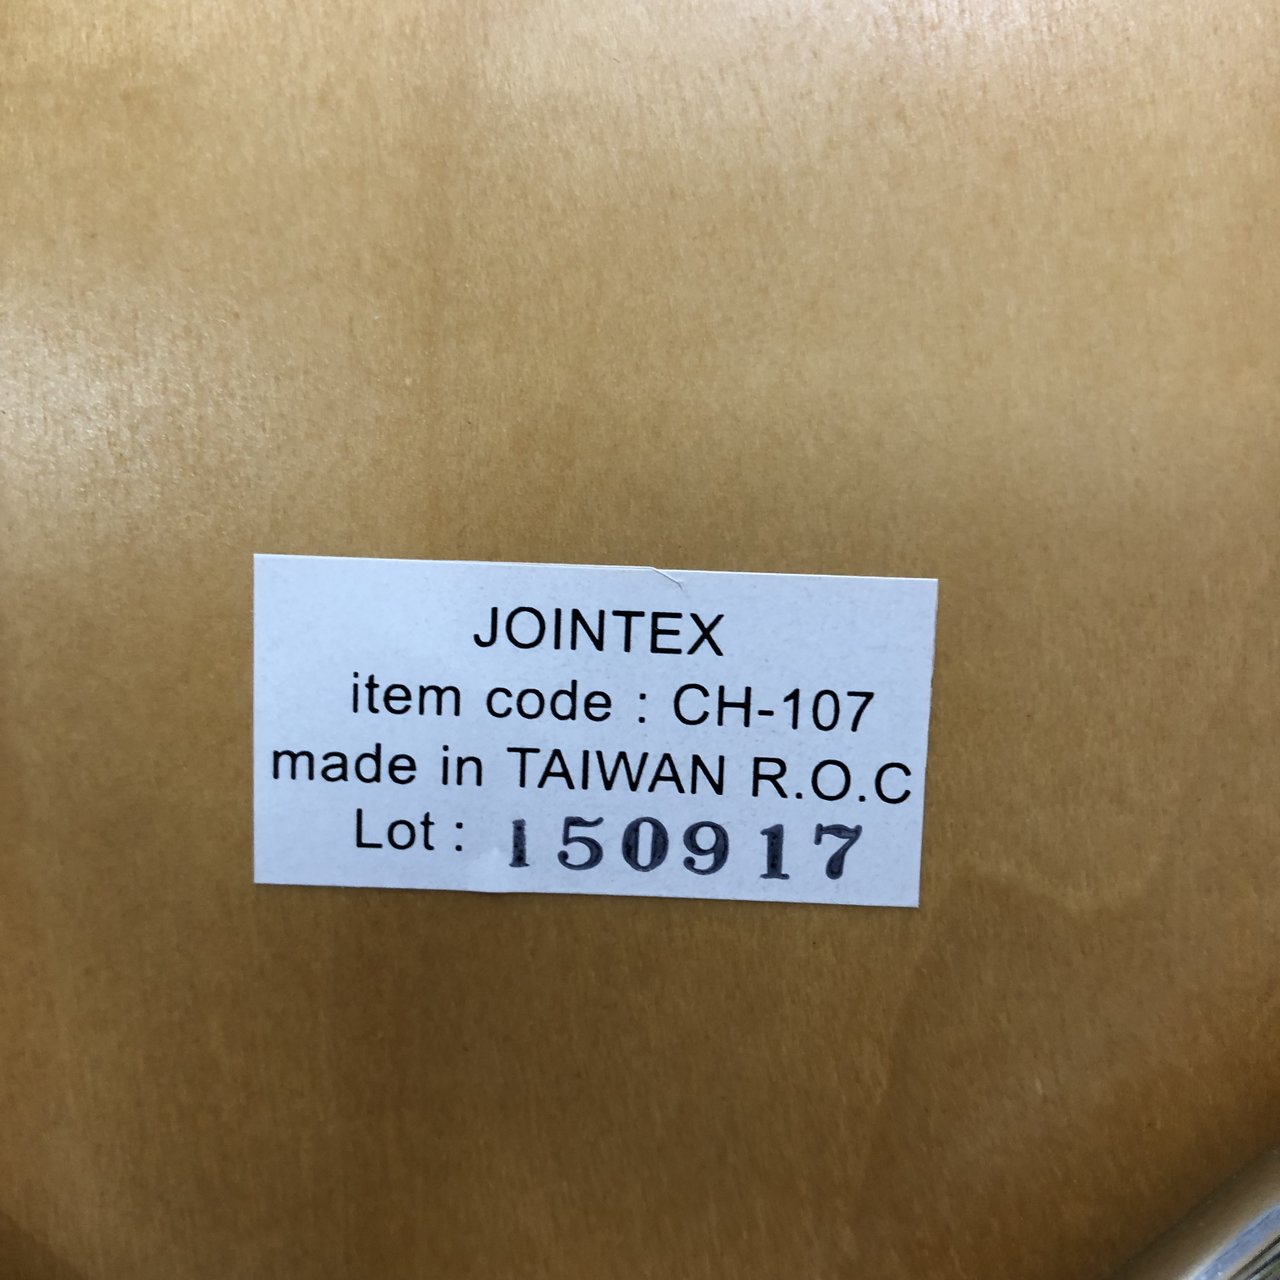 JOINTEX
item code : CH-107
made in TAIWAN R.O.C
Lot : 150917